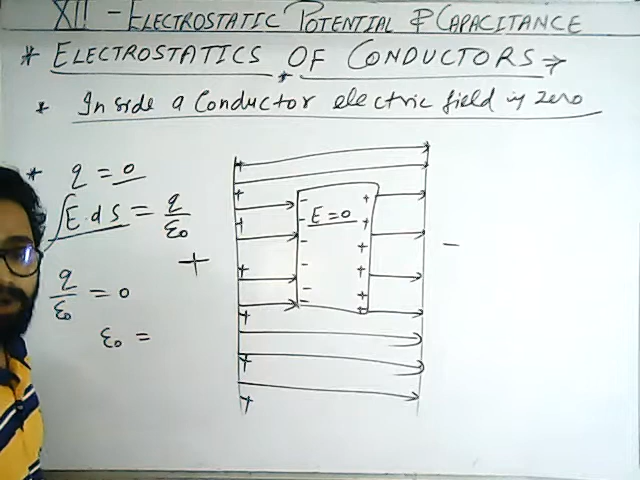 XII - ELECTROSTATIC POTENTIAL & CAPACITANCE
* ELECTROSTATICS OF CONDUCTORS →
* Inside a Conductor electric field is zero
* q = 0
∫E.ds = q/ε0
q/ε0 = 0
ε0 =
+ E = 0 −